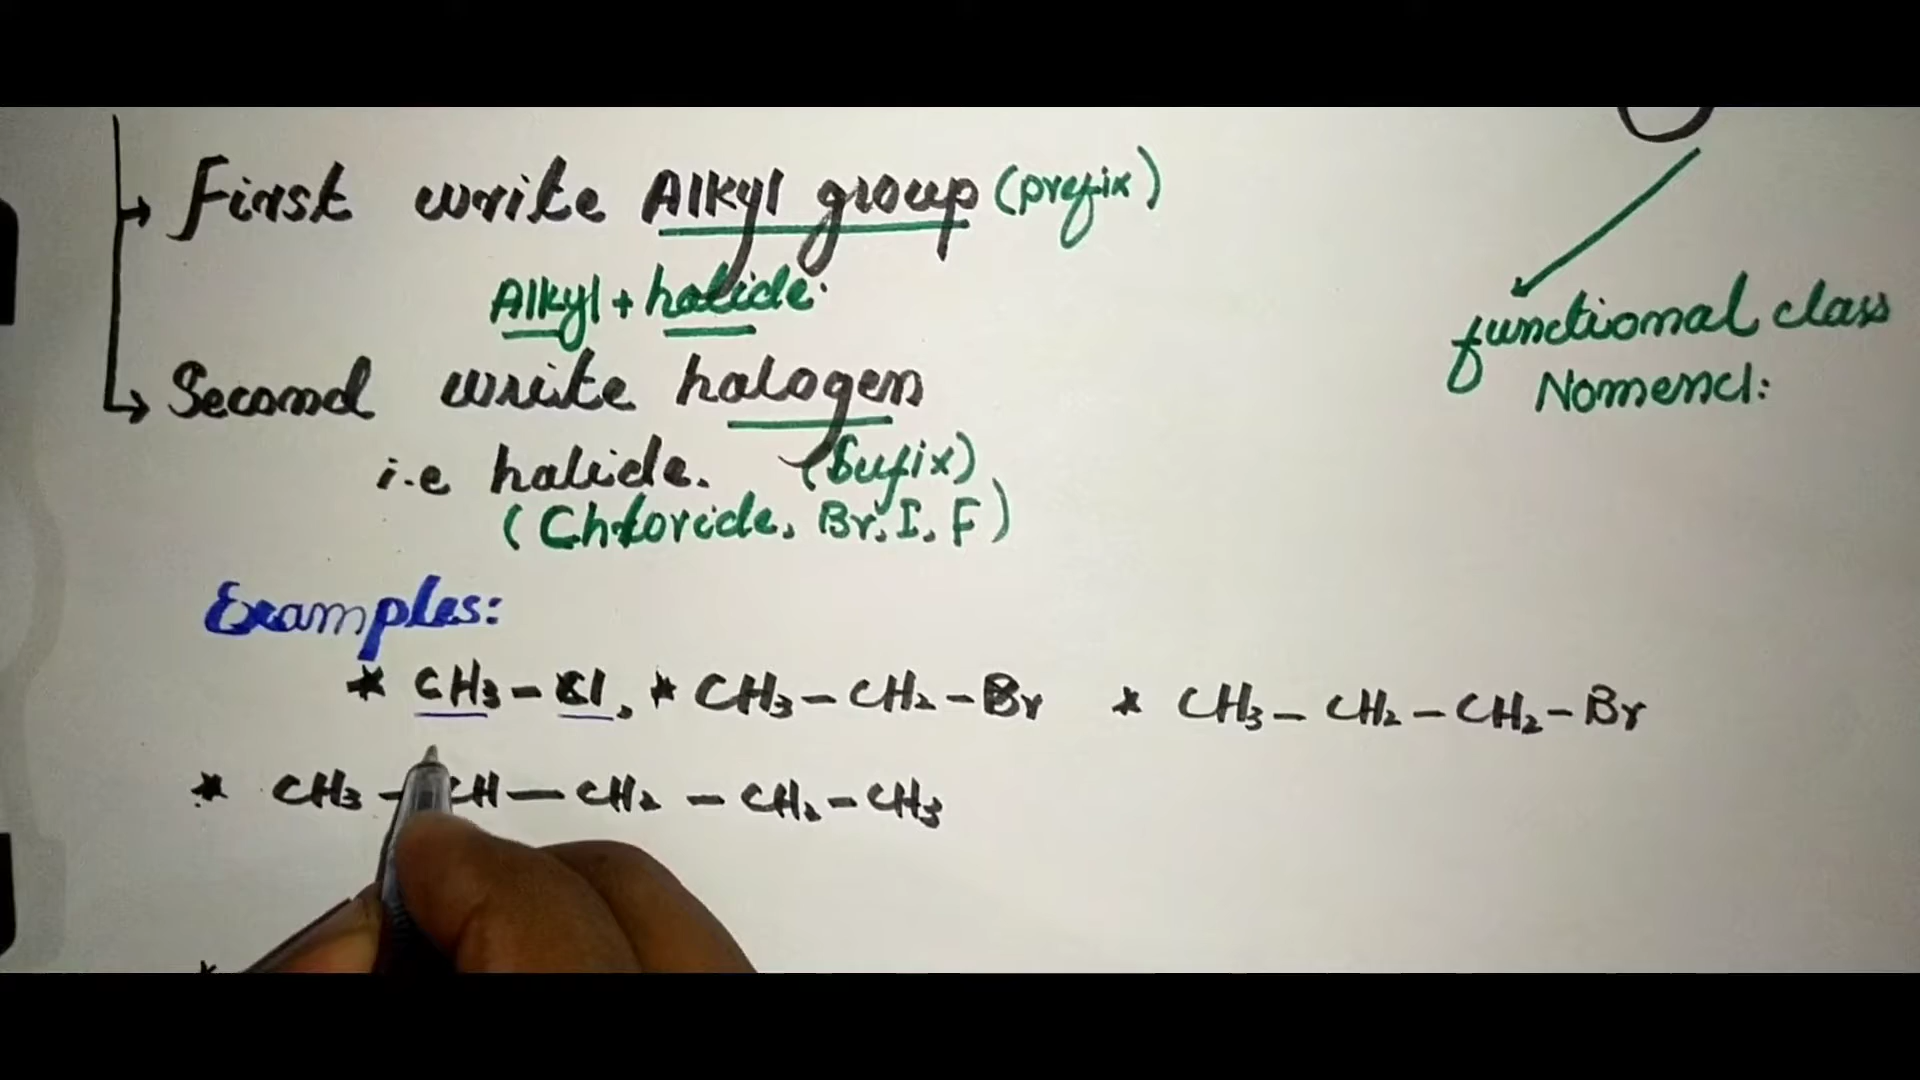 First write Alkyl group (prefix)
Alkyl + halide.
functional class
Nomencl:
Second write halogen
i.e halide. (Sufix)
(Chloride, Br, I, F)
Examples:
* CH₃ – Cl, * CH₃ – CH₂ – Br * CH₃ – CH₂ – CH₂ – Br
* CH₃ – CH – CH₂ – CH₂ – CH₃